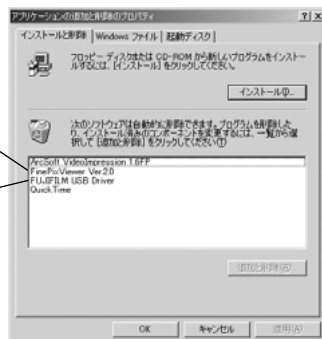 アプリケーションの追加と削除のプロパティ
インストールと削除 Windows ファイル 起動ディスク
フロッピー ディスクまたは CD-ROM から新しいプログラムをインストー
ルするには、[インストール] をクリックしてください。
インストール(I)...
次のソフトウェアは自動的に削除できます。プログラムを削除した
り、インストール済みのコンポーネントを変更するには、一覧から選
択して [追加と削除] をクリックしてください(T)
ArcSoft VideoImpression 1.6FP
FinePixViewer Ver.2.0
FUJIFILM USB Driver
QuickTime
追加と削除(R)...
OK キャンセル 適用(A)